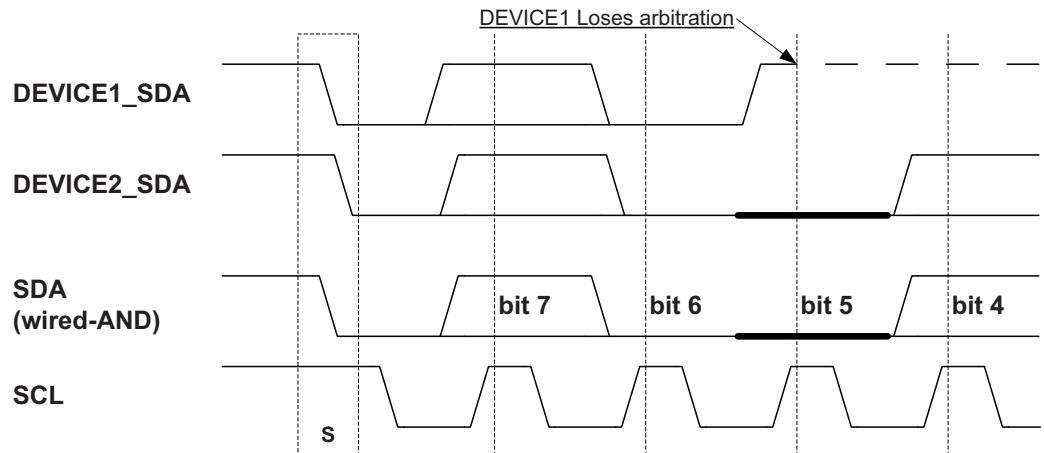 DEVICE1 Loses arbitration
DEVICE1_SDA
DEVICE2_SDA
SDA
(wired-AND)
bit 7 bit 6 bit 5 bit 4
SCL
S